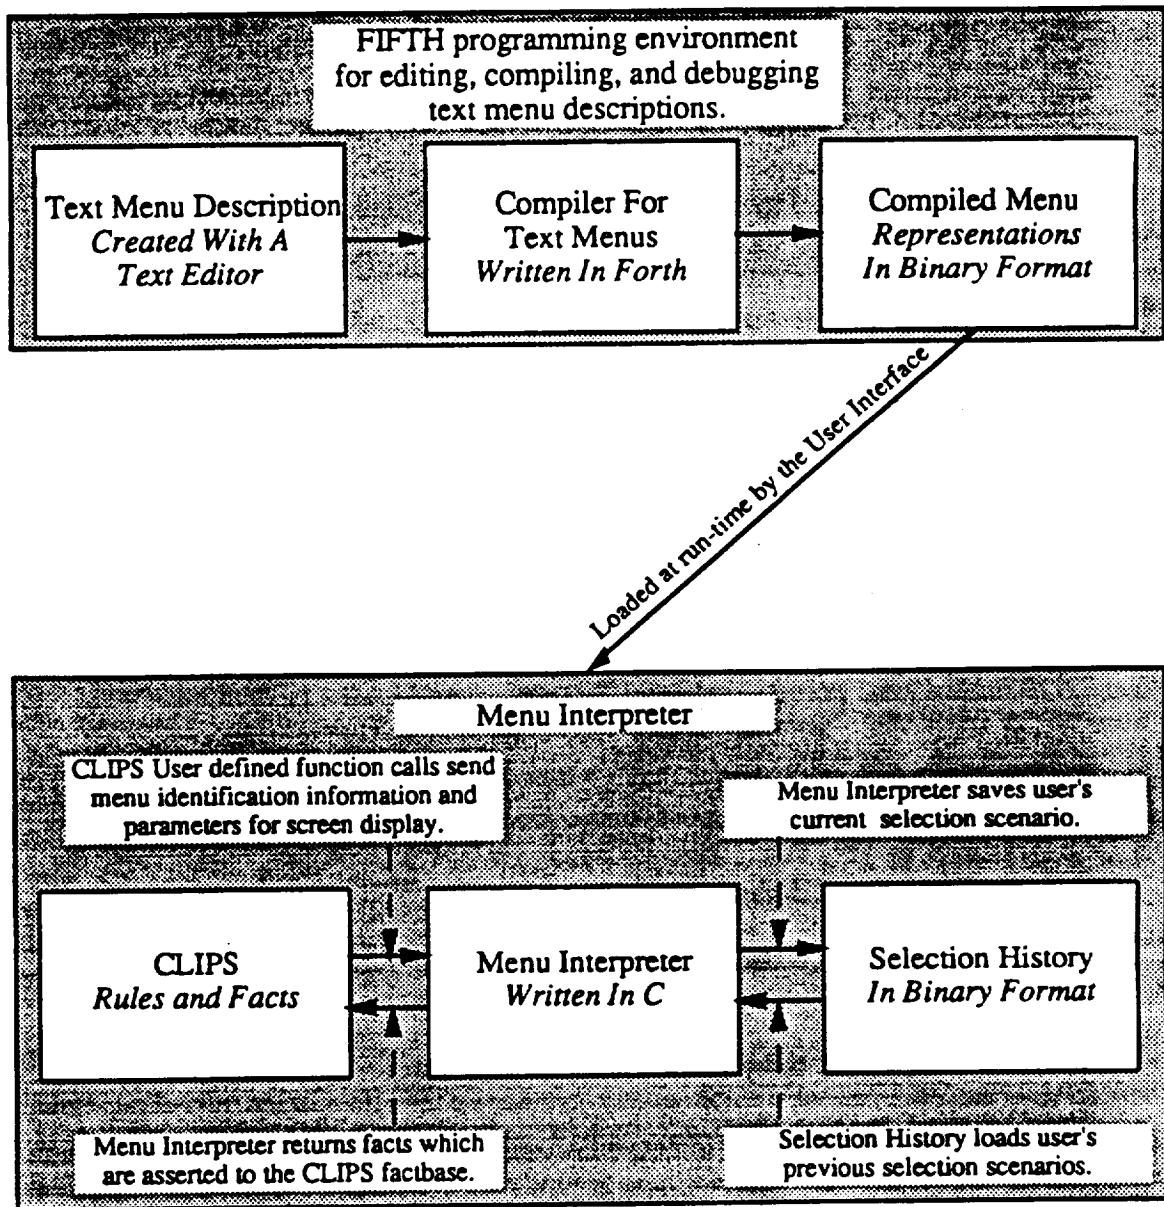 FIFTH programming environment
for editing, compiling, and debugging
text menu descriptions.
Text Menu Description
Created With A
Text Editor
Compiler For
Text Menus
Written In Forth
Compiled Menu
Representations
In Binary Format
Loaded at run-time by the User Interface
Menu Interpreter
CLIPS User defined function calls send
menu identification information and
parameters for screen display.
Menu Interpreter saves user's
current selection scenario.
CLIPS
Rules and Facts
Menu Interpreter
Written In C
Selection History
In Binary Format
Menu Interpreter returns facts which
are asserted to the CLIPS factbase.
Selection History loads user's
previous selection scenarios.